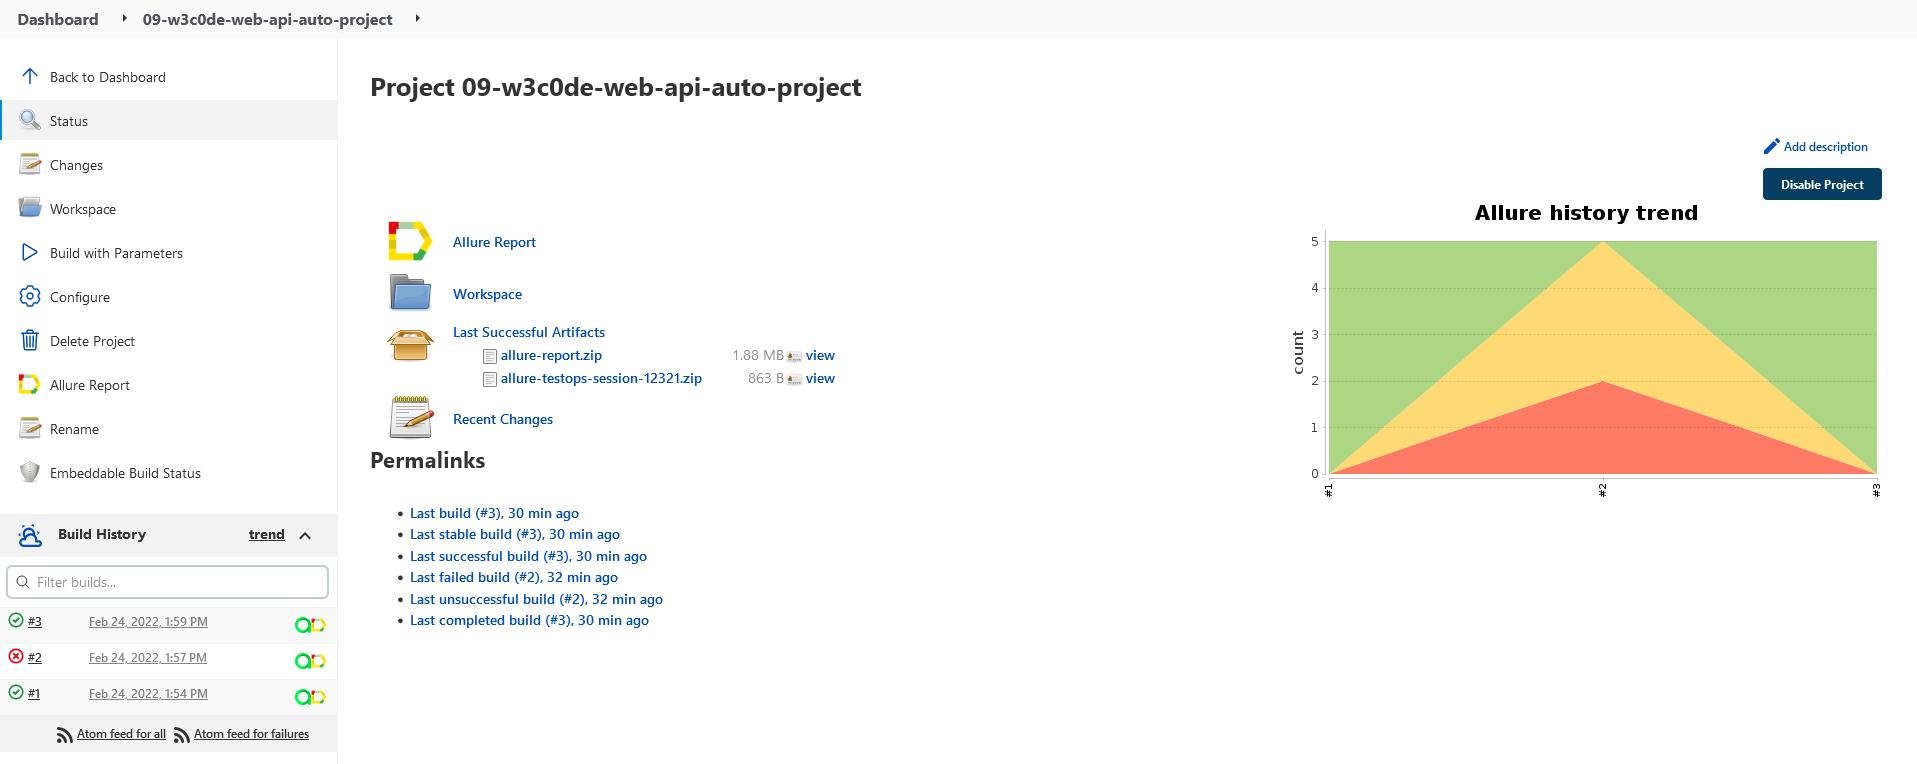 Dashboard 09-w3c0de-web-api-auto-project
Back to Dashboard
Status
Changes
Workspace
Build with Parameters
Configure
Delete Project
Allure Report
Rename
Embeddable Build Status
Build History trend
Filter builds...
#3 Feb 24, 2022, 1:59 PM
#2 Feb 24, 2022, 1:57 PM
#1 Feb 24, 2022, 1:54 PM
Atom feed for all Atom feed for failures
Project 09-w3c0de-web-api-auto-project
Add description
Disable Project
Allure Report
Workspace
Last Successful Artifacts
allure-report.zip 1.88 MB view
allure-testops-session-12321.zip 863 B view
Recent Changes
Permalinks
Last build (#3), 30 min ago
Last stable build (#3), 30 min ago
Last successful build (#3), 30 min ago
Last failed build (#2), 32 min ago
Last unsuccessful build (#2), 32 min ago
Last completed build (#3), 30 min ago
Allure history trend
count
5
4
3
2
1
0
#1
#2
#3